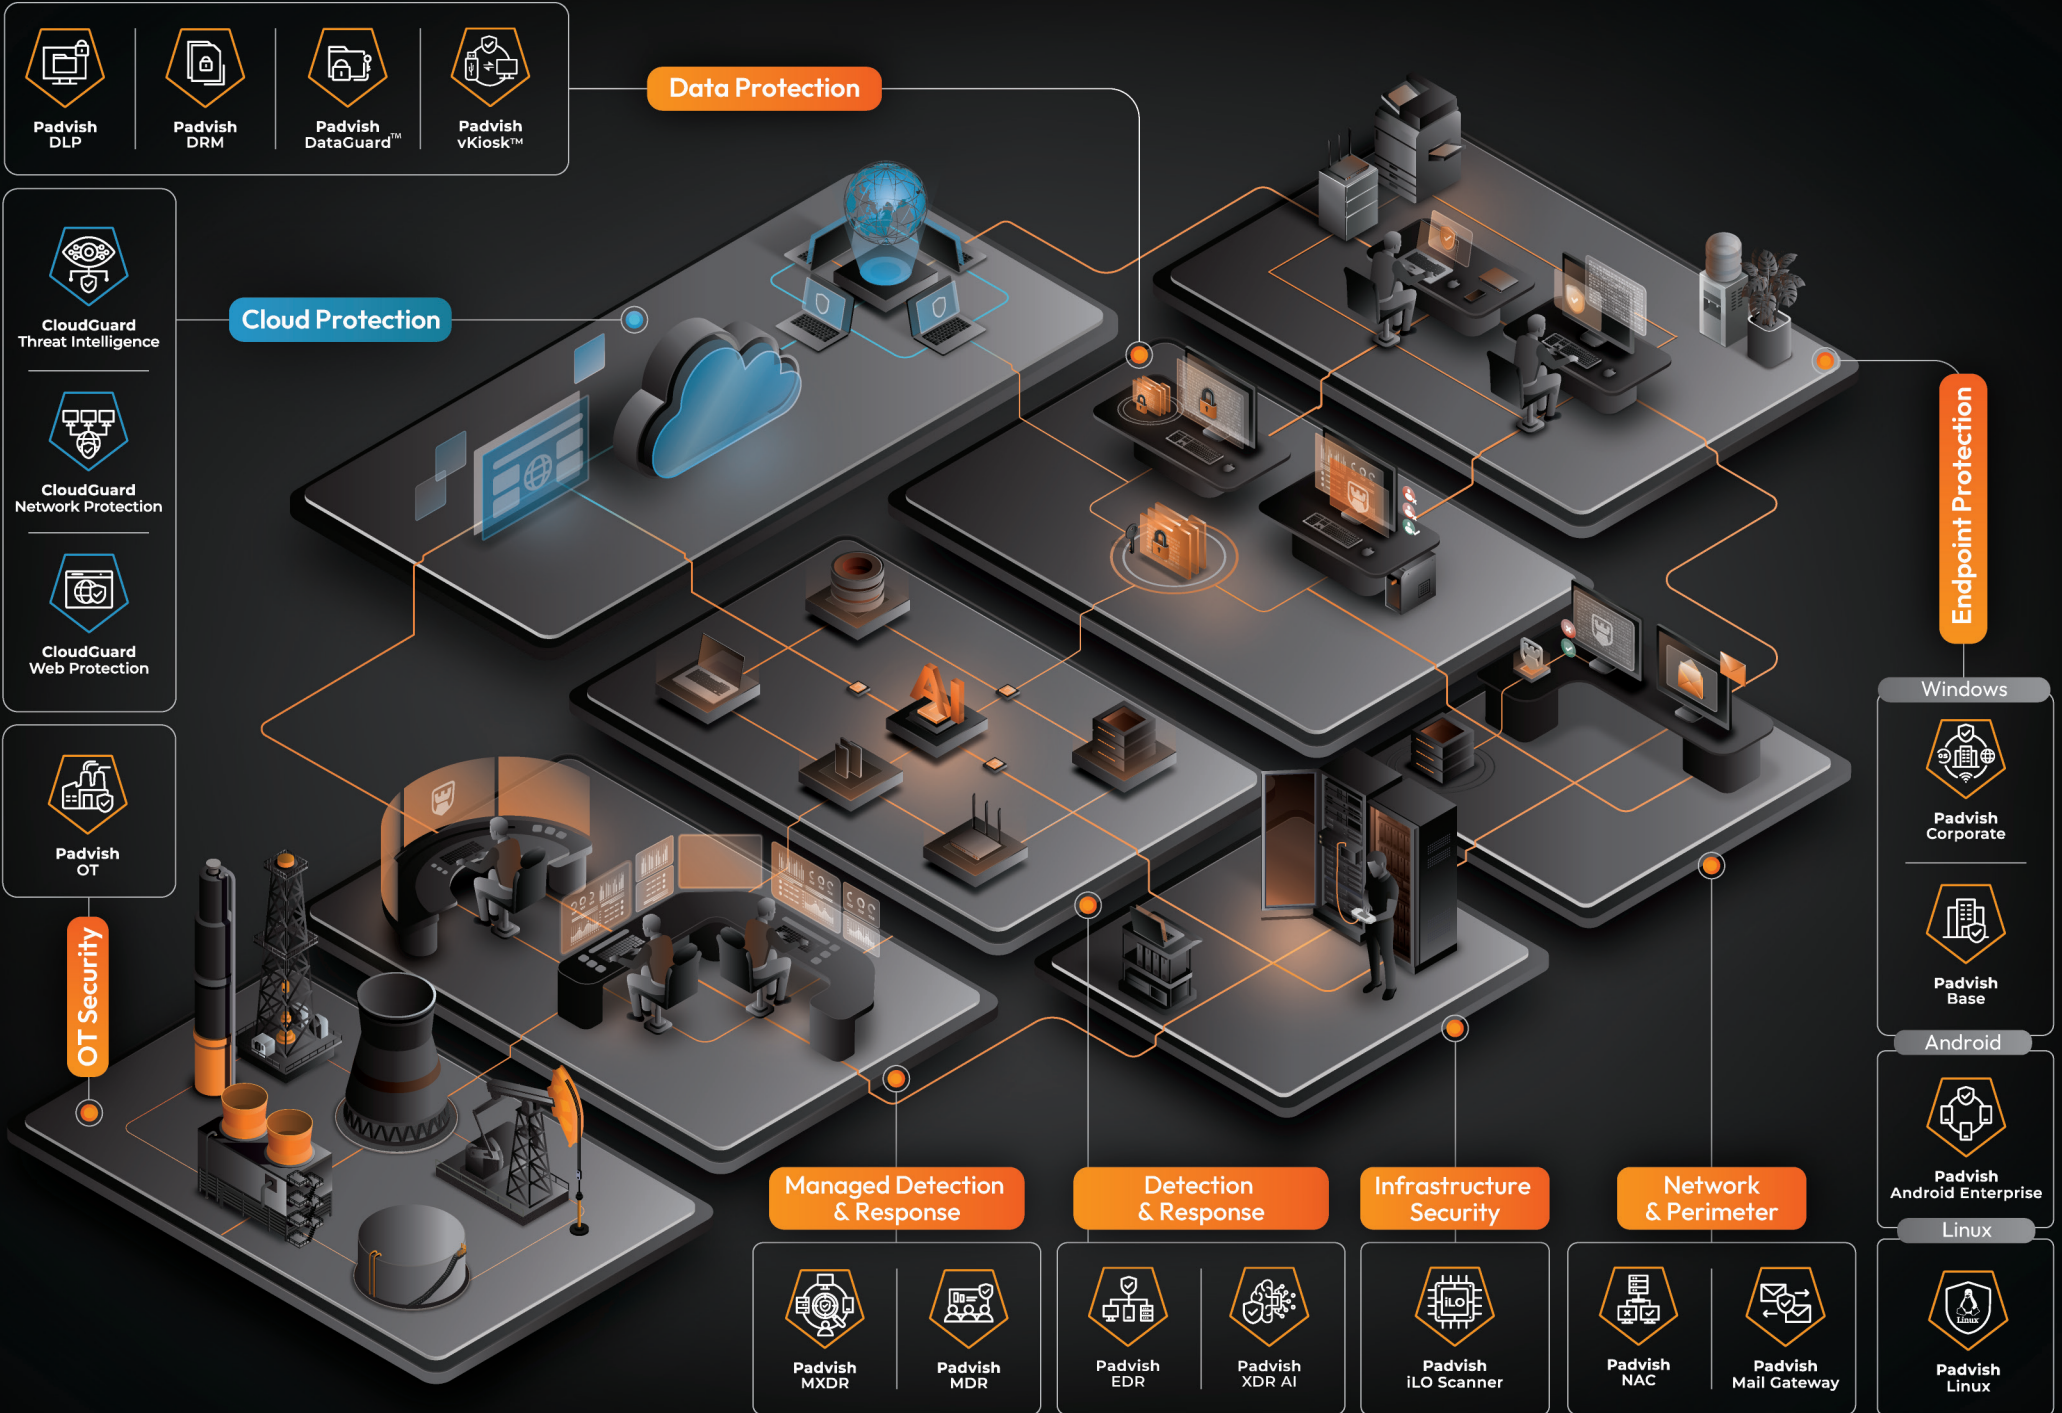 Padvish
DLP
Padvish
DRM
Padvish
DataGuard™
Padvish
vKiosk™
Data Protection
CloudGuard
Threat Intelligence
CloudGuard
Network Protection
CloudGuard
Web Protection
Cloud Protection
Padvish
OT
OT Security
AI
Endpoint Protection
Windows
Padvish
Corporate
Padvish
Base
Android
Padvish
Android Enterprise
Linux
Linux
Padvish
Linux
Managed Detection
& Response
Padvish
MXDR
Padvish
MDR
Detection
& Response
Padvish
EDR
Padvish
XDR AI
Infrastructure
Security
iLO
Padvish
iLO Scanner
Network
& Perimeter
Padvish
NAC
Padvish
Mail Gateway